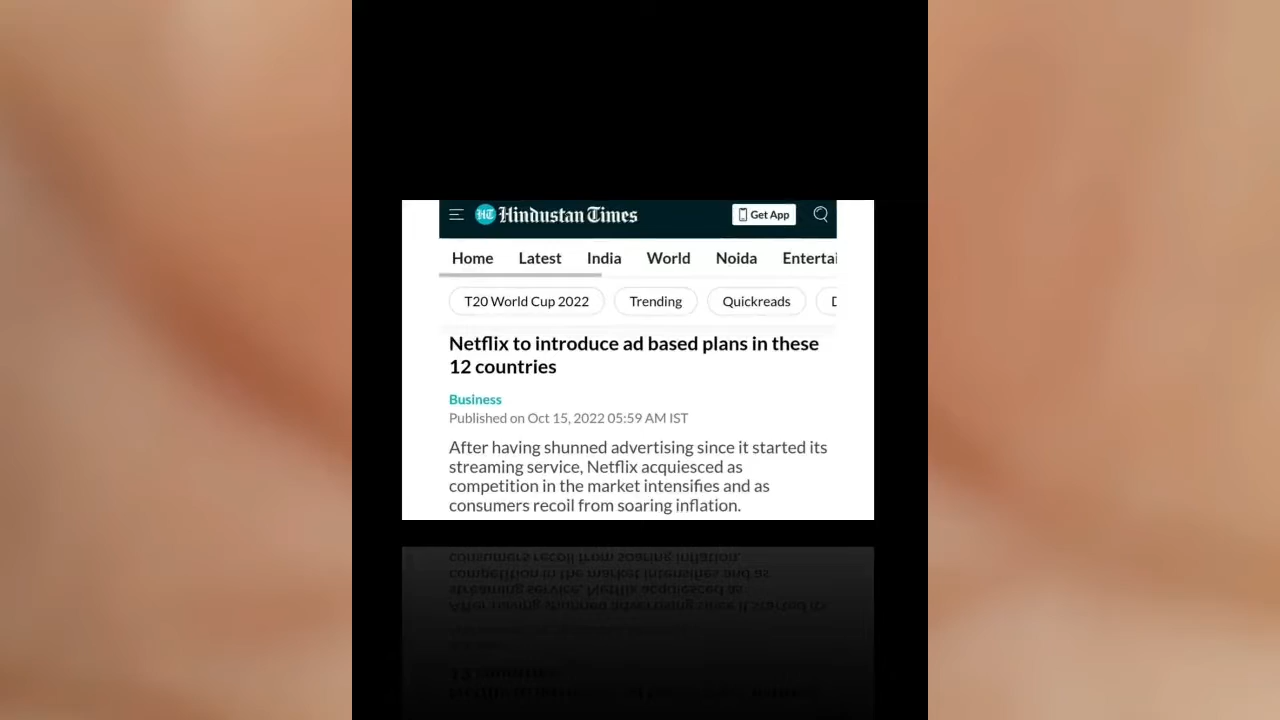 HT Hindustan Times
Get App
Home Latest India World Noida Entertai
T20 World Cup 2022 Trending Quickreads D
Netflix to introduce ad based plans in these
12 countries
Business
Published on Oct 15, 2022 05:59 AM IST
After having shunned advertising since it started its
streaming service, Netflix acquiesced as
competition in the market intensifies and as
consumers recoil from soaring inflation.